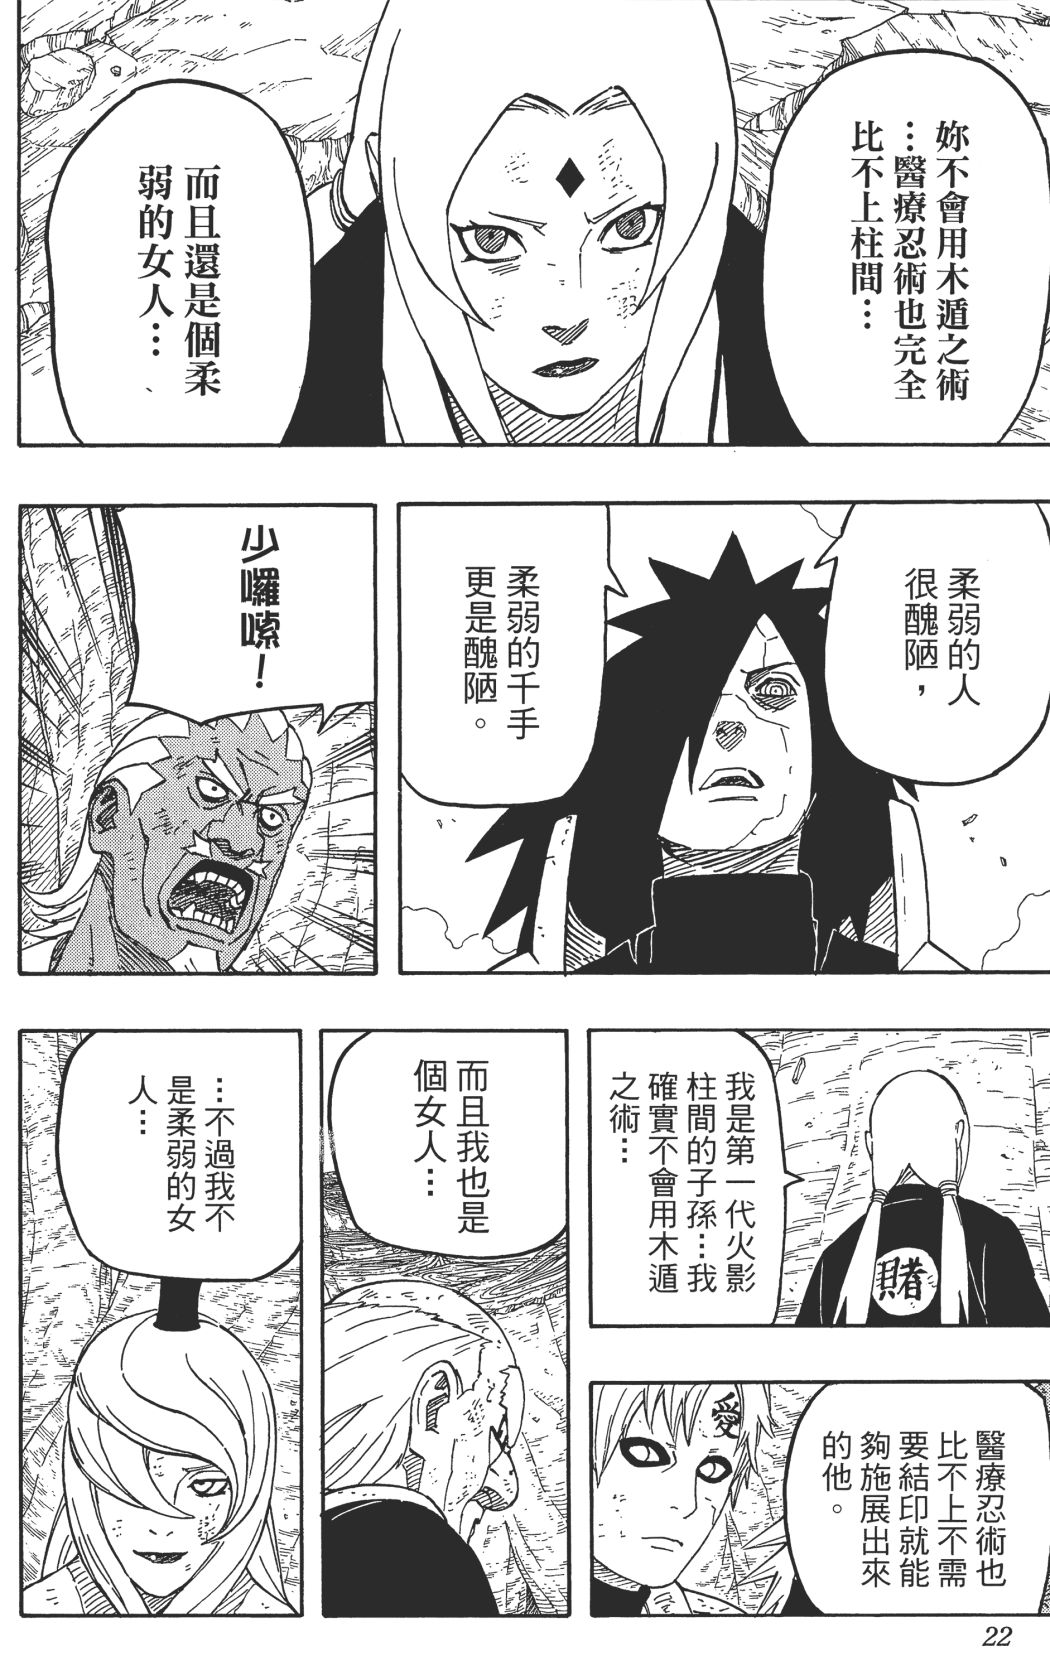 妳不會用木遁之術
…醫療忍術也完全
比不上柱間…
而且還是個柔
弱的女人…
柔弱的人
很醜陋，
柔弱的千手
更是醜陋。
少囉嗦！
我是第一代火影
柱間的子孫…我
確實不會用木遁
之術…
賭
醫療忍術也
比不上不需
要結印就能
夠施展出來
的他。
愛
而且我也是
個女人…
…不過我不
是柔弱的女
人…
22